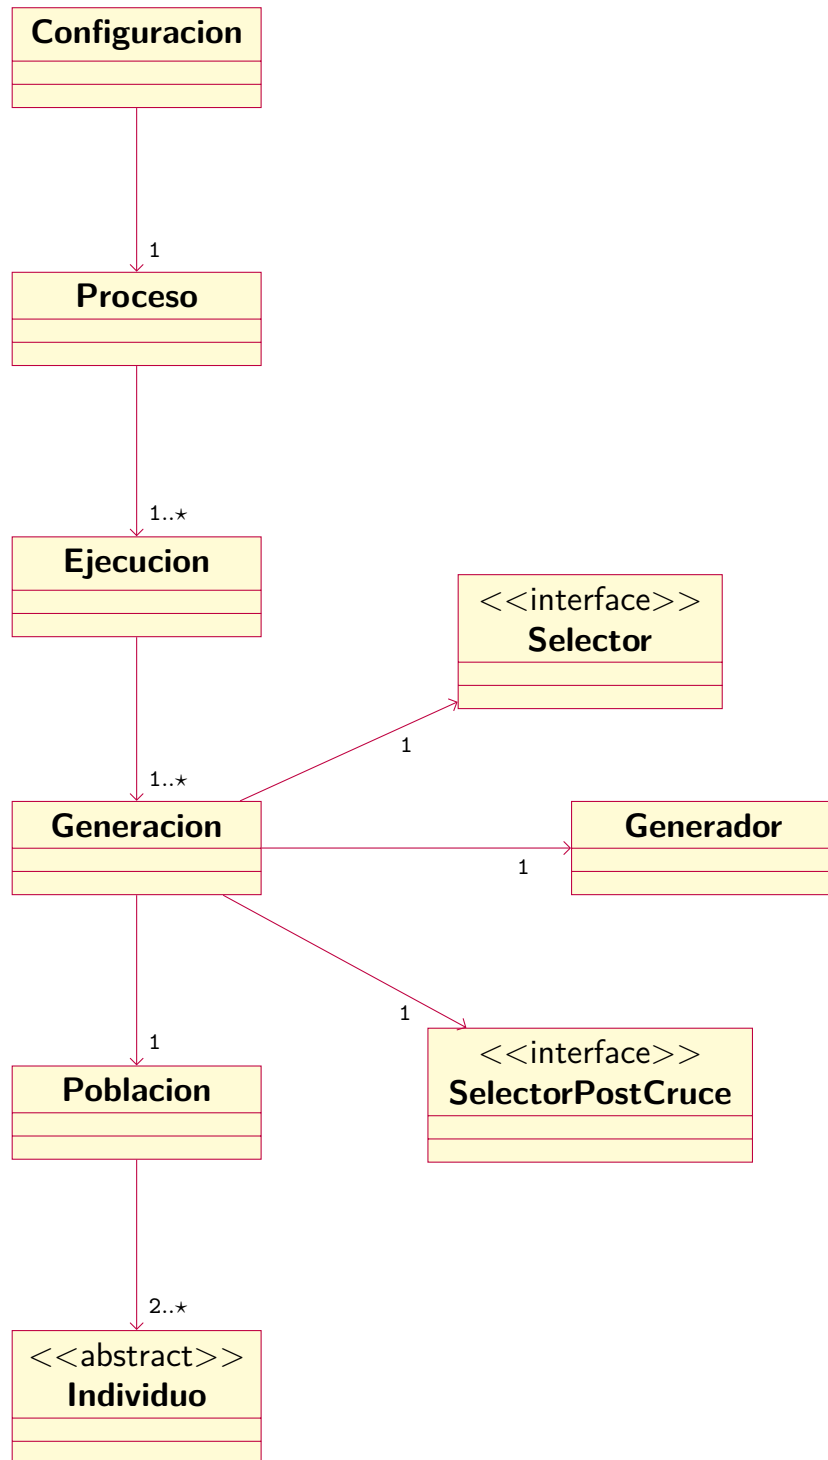 Configuracion
1
Proceso
1..⋆
Ejecucion
<<interface>>
Selector
1
1..⋆
Generacion
Generador
1
1
1
<<interface>>
SelectorPostCruce
Poblacion
2..⋆
<<abstract>>
Individuo